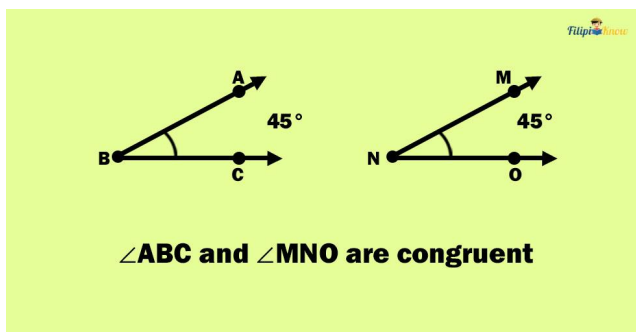 FilipiKnow
A
M
45°
45°
B
N
C
O
∠ABC and ∠MNO are congruent